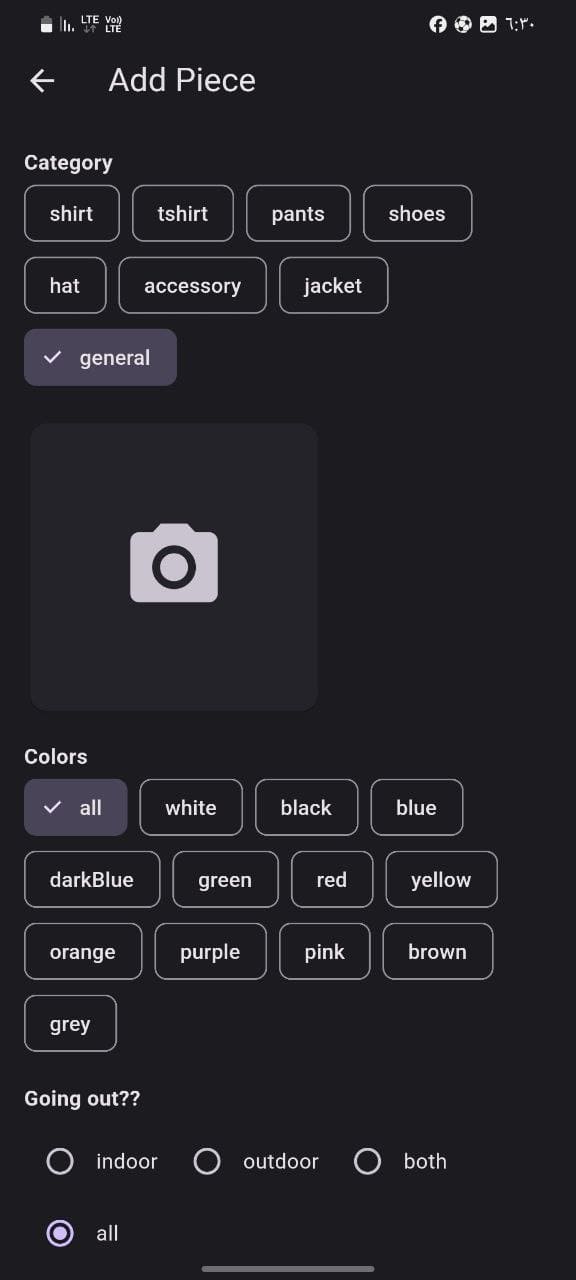 LTE Vo)) LTE ٦:٣٠
Add Piece
Category
shirt tshirt pants shoes
hat accessory jacket
general
Colors
all white black blue
darkBlue green red yellow
orange purple pink brown
grey
Going out??
indoor outdoor both
all